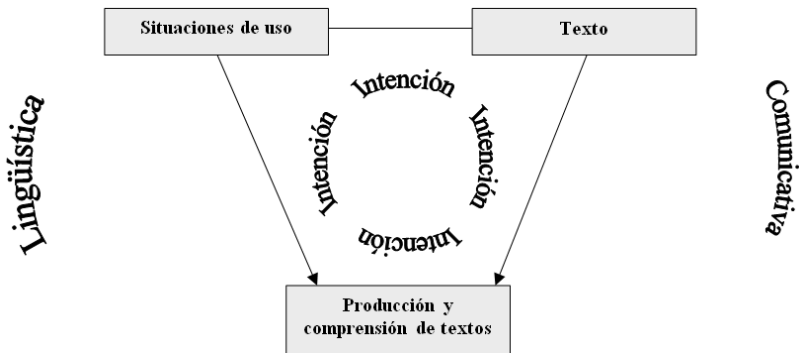 Situaciones de uso
Texto
Intención
Intención
Intención
Intención
Lingüística
Comunicativa
Producción y
comprensión de textos